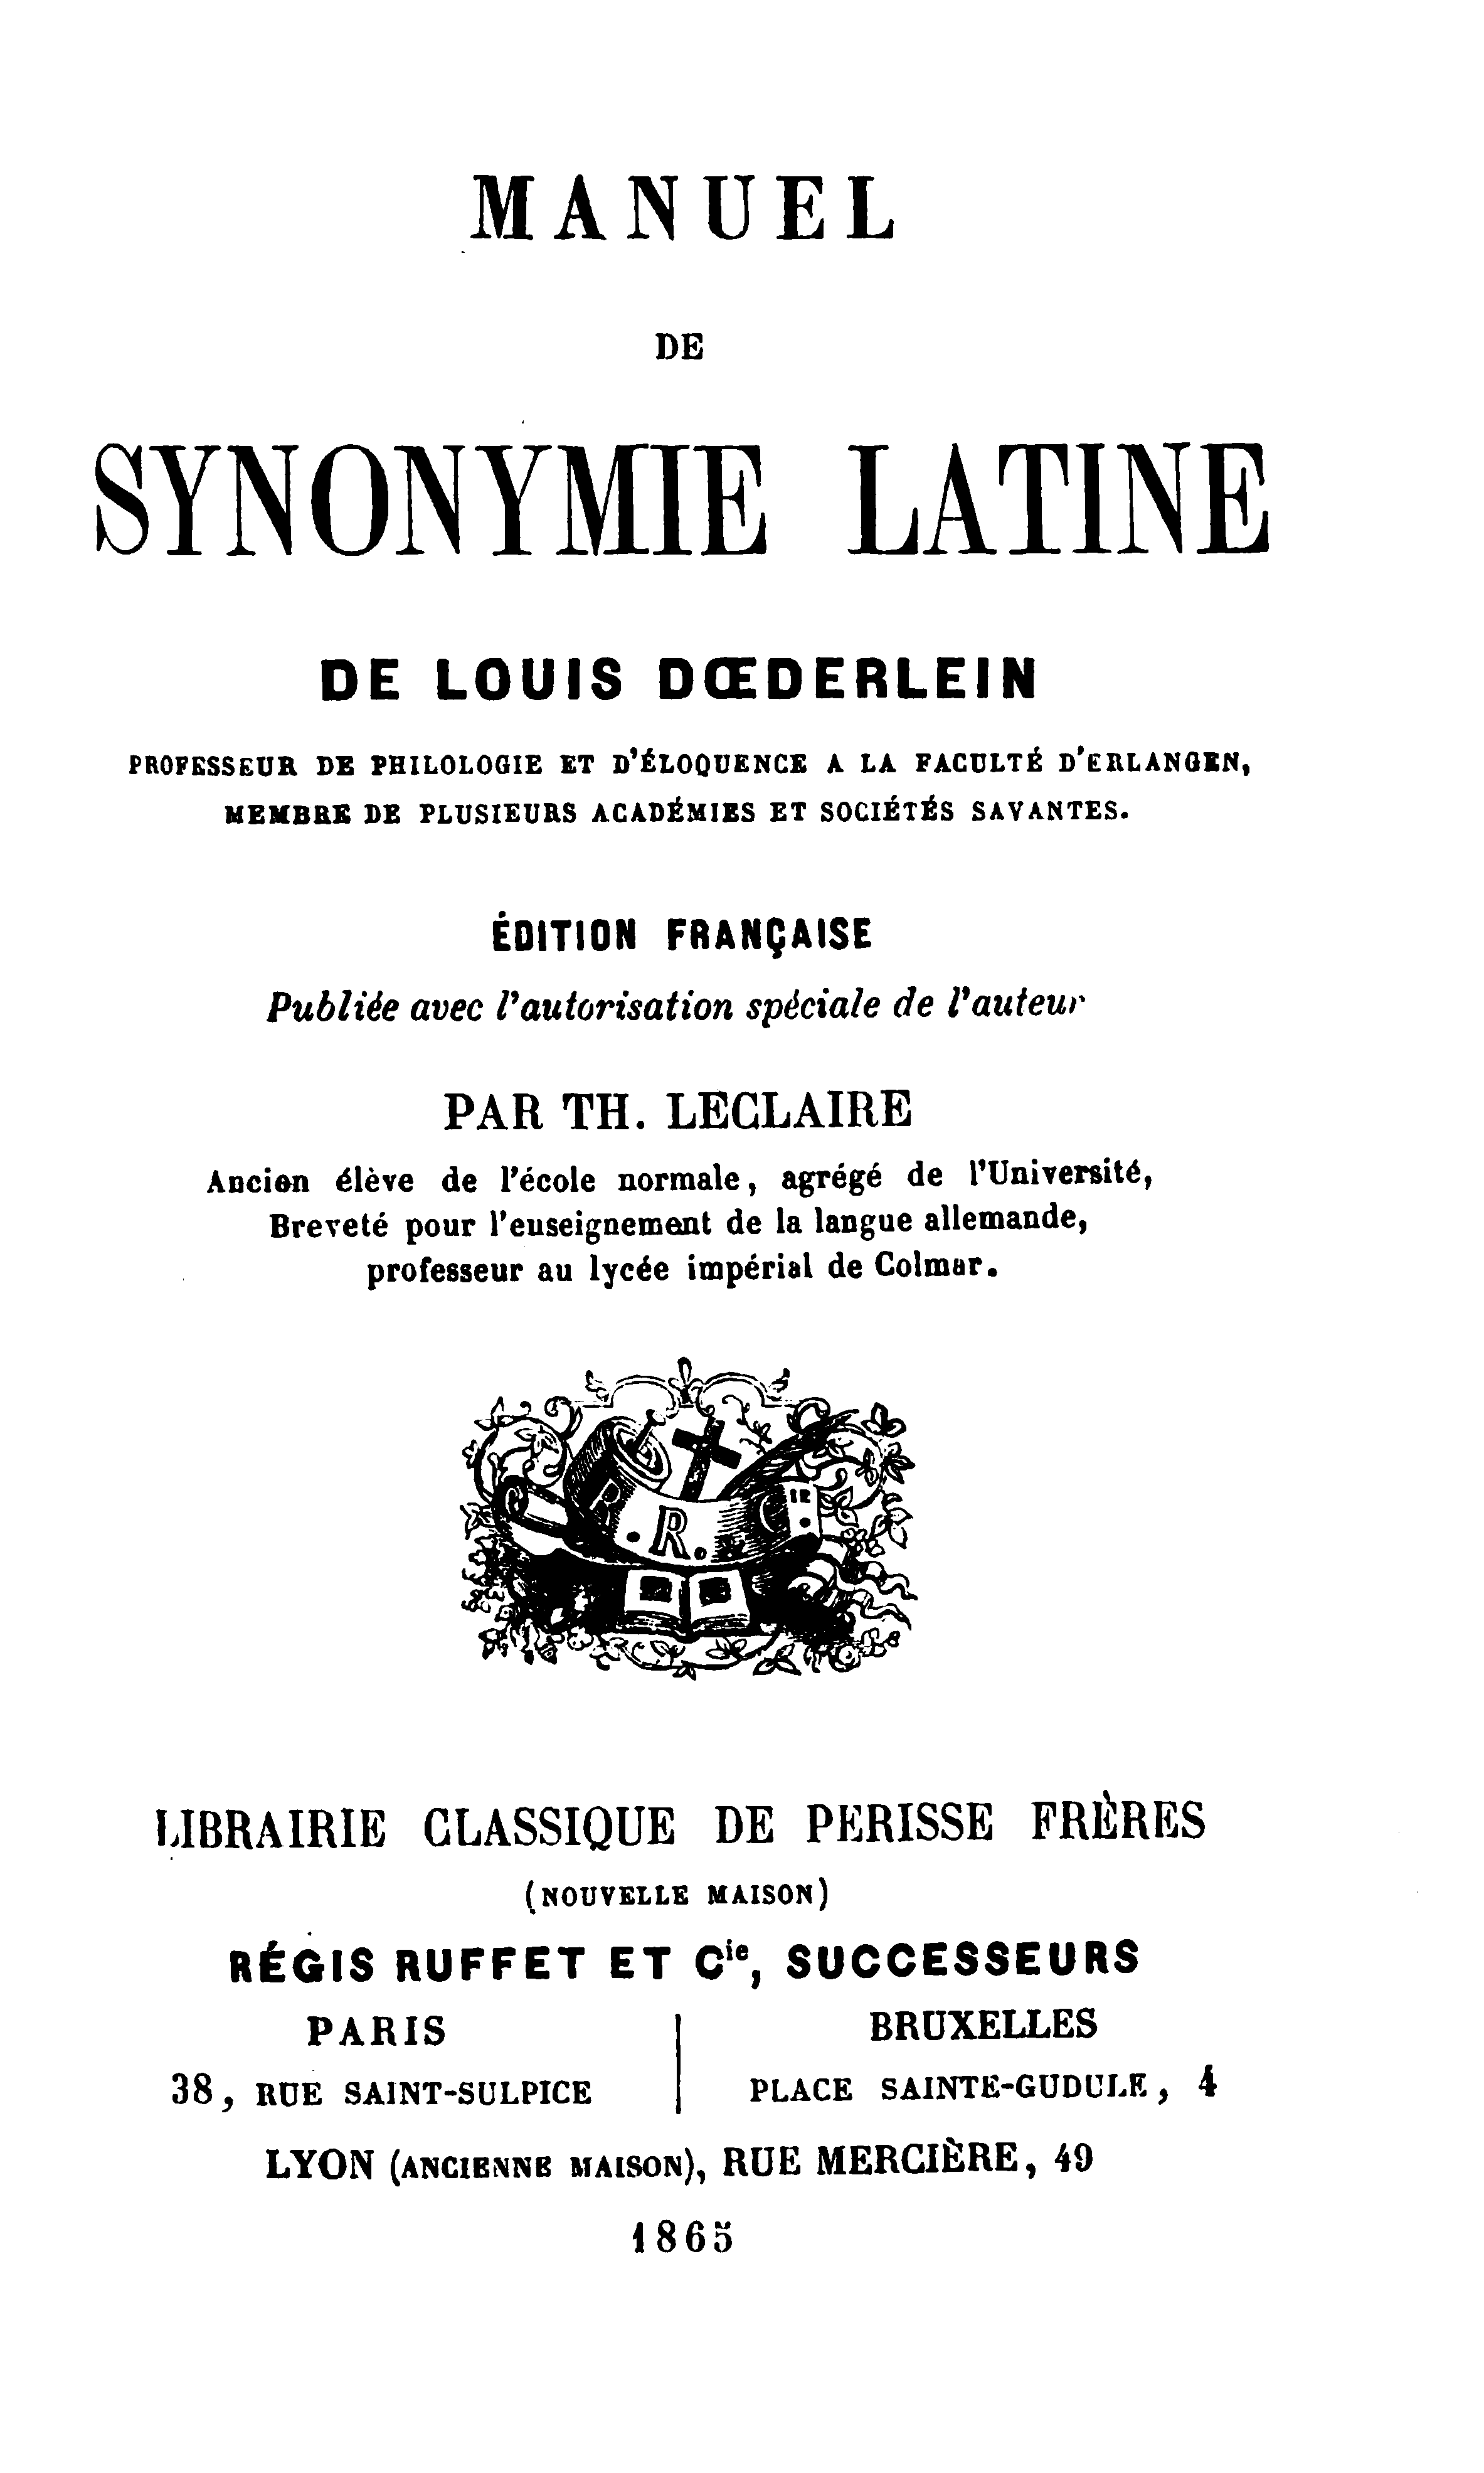 MANUEL
DE
SYNONYMIE LATINE
DE LOUIS DŒDERLEIN
PROFESSEUR DE PHILOLOGIE ET D'ÉLOQUENCE A LA FACULTÉ D'ERLANGEN,
MEMBRE DE PLUSIEURS ACADÉMIES ET SOCIÉTÉS SAVANTES.
ÉDITION FRANÇAISE
Publiée avec l'autorisation spéciale de l'auteur
PAR TH. LECLAIRE
Ancien élève de l'école normale, agrégé de l'Université,
Breveté pour l'enseignement de la langue allemande,
professeur au lycée impérial de Colmar.
R. R. & Cie
LIBRAIRIE CLASSIQUE DE PERISSE FRÈRES
(NOUVELLE MAISON)
RÉGIS RUFFET ET Cie, SUCCESSEURS
PARIS
38, RUE SAINT-SULPICE
BRUXELLES
PLACE SAINTE-GUDULE, 4
LYON (ANCIENNE MAISON), RUE MERCIÈRE, 49
1865